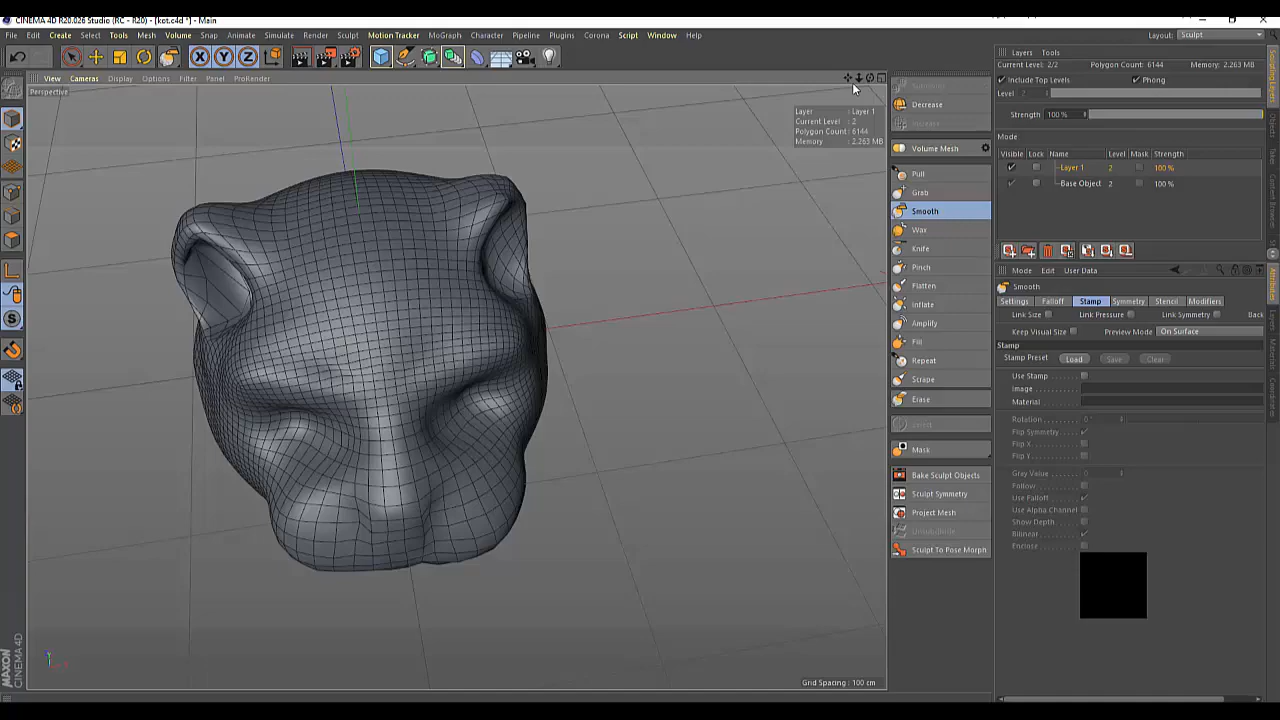 CINEMA 4D R20.026 Studio (RC - R20) - [kot.c4d *] - Main
File Edit Create Select Tools Mesh Volume Snap Animate Simulate Render Sculpt Motion Tracker MoGraph Character Pipeline Plugins Corona Script Window Help Layout: Sculpt
View Cameras Display Options Filter Panel ProRender
Perspective
Layer : Layer 1
Current Level : 2
Polygon Count : 6144
Memory : 2.263 MB
Grid Spacing : 100 cm
MAXON CINEMA 4D
Decrease
Volume Mesh
Pull
Grab
Smooth
Wax
Knife
Pinch
Flatten
Inflate
Amplify
Fill
Repeat
Scrape
Erase
Mask
Bake Sculpt Objects
Sculpt Symmetry
Project Mesh
Sculpt To Pose Morph
Layers Tools
Current Level: 2/2 Polygon Count: 6144 Memory: 2.263 MB
Include Top Levels Phong
Level 2
Strength 100 %
Mode
Visible Lock Name Level Mask Strength
Layer 1 2 100 %
Base Object 2 100 %
Mode Edit User Data
Smooth
Settings Falloff Stamp Symmetry Stencil Modifiers
Link Size Link Pressure Link Symmetry Back
Keep Visual Size Preview Mode On Surface
Stamp
Stamp Preset Load Save Clear
Use Stamp
Image
Material
Rotation 0 °
Flip Symmetry
Flip X
Flip Y
Gray Value 0
Follow
Use Falloff
Use Alpha Channel
Show Depth
Bilinear
Enclose
Sculpting Layers
Objects
Attributes